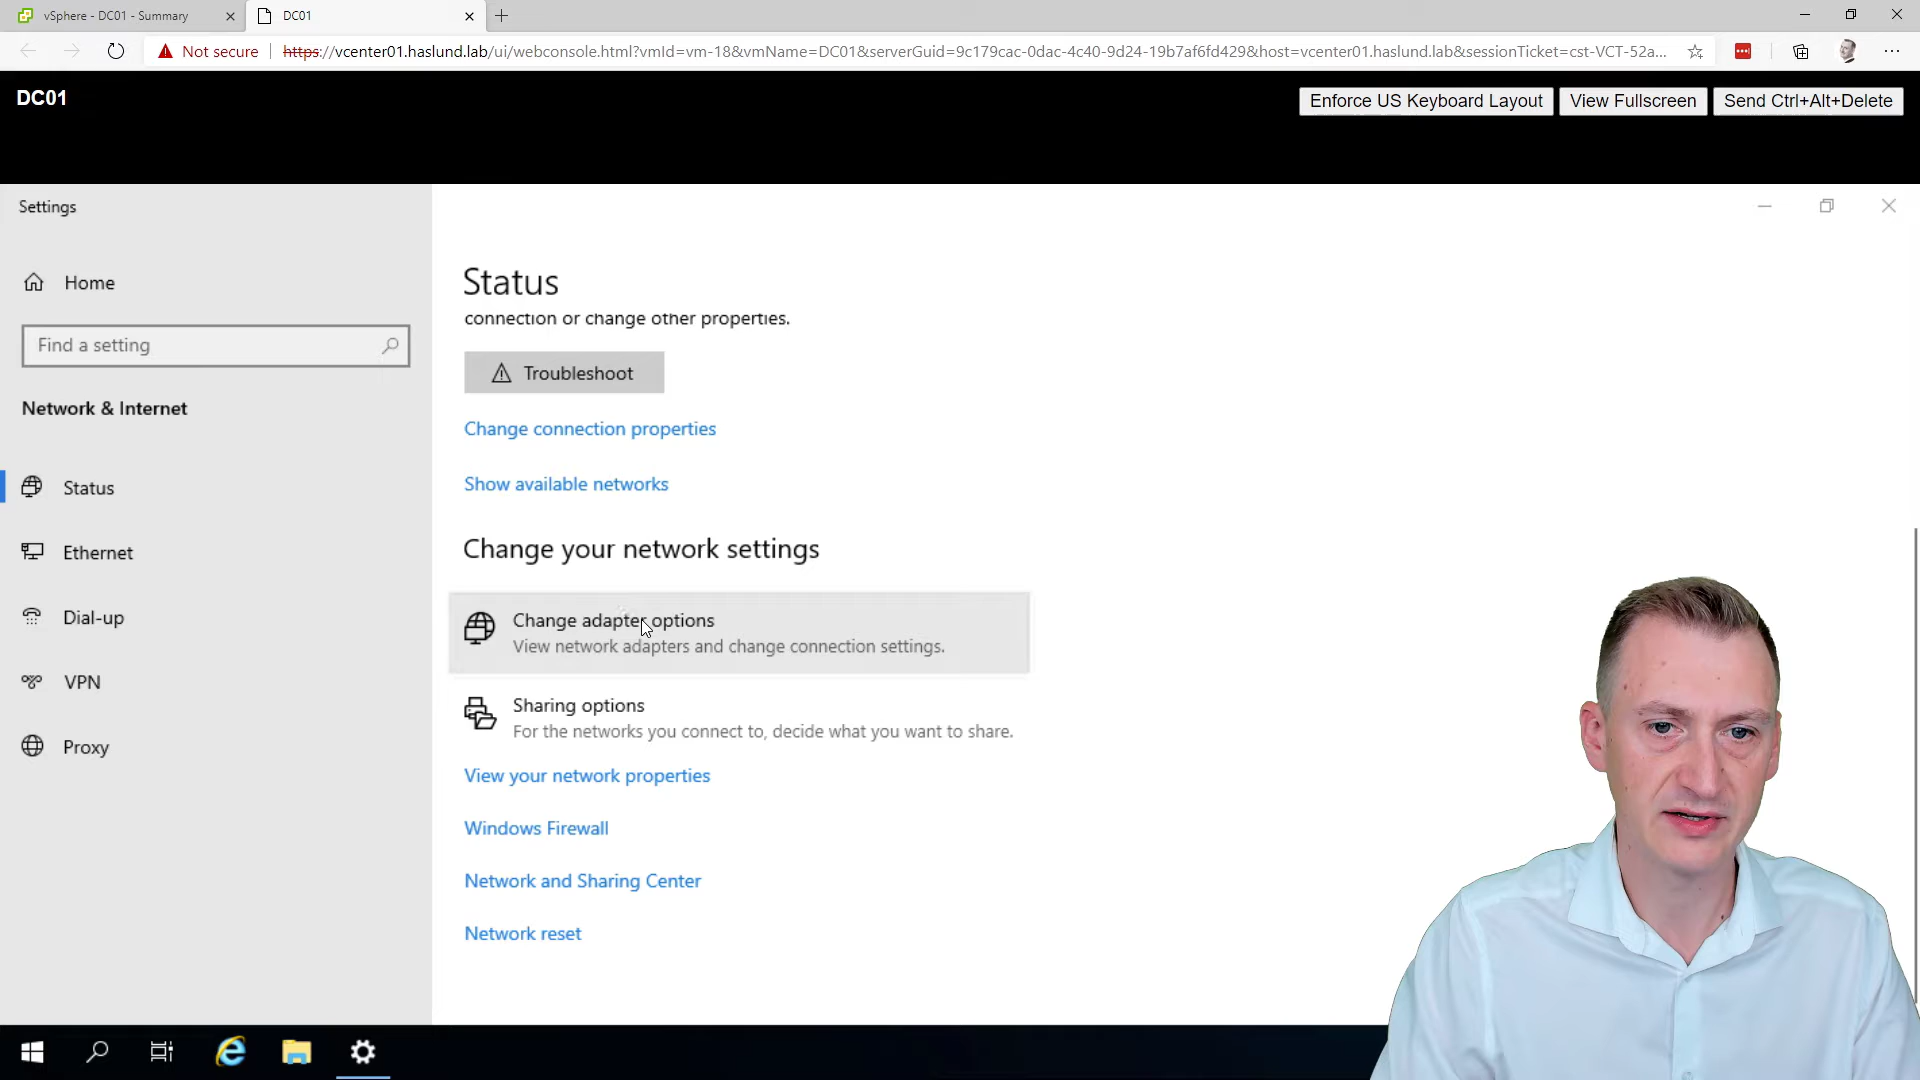 vSphere - DC01 - Summary
DC01
Not secure
https://vcenter01.haslund.lab/ui/webconsole.html?vmId=vm-18&vmName=DC01&serverGuid=9c179cac-0dac-4c40-9d24-19b7af6fd429&host=vcenter01.haslund.lab&sessionTicket=cst-VCT-52a...
DC01
Enforce US Keyboard Layout
View Fullscreen
Send Ctrl+Alt+Delete
Settings
Home
Find a setting
Network & Internet
Status
Ethernet
Dial-up
VPN
Proxy
Status
connection or change other properties.
Troubleshoot
Change connection properties
Show available networks
Change your network settings
Change adapter options
View network adapters and change connection settings.
Sharing options
For the networks you connect to, decide what you want to share.
View your network properties
Windows Firewall
Network and Sharing Center
Network reset